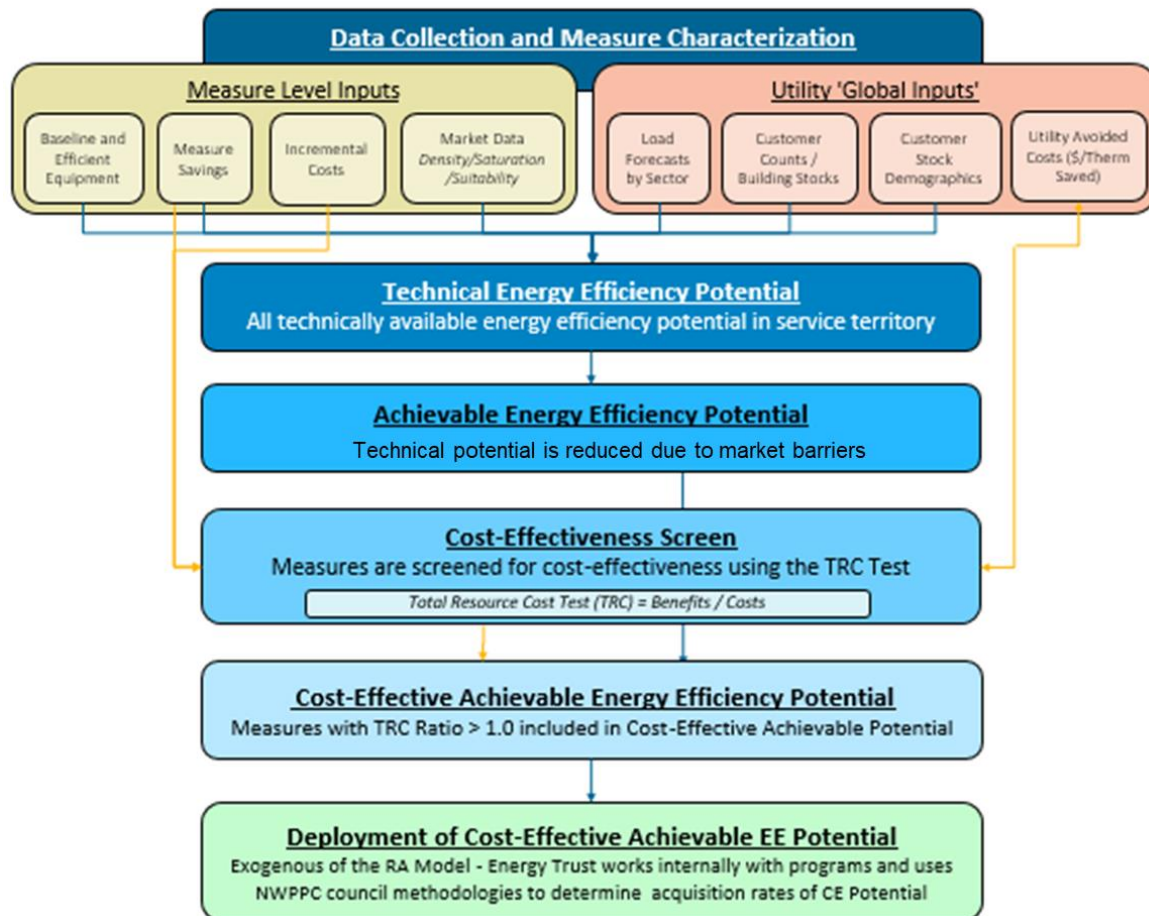 Data Collection and Measure Characterization
Measure Level Inputs
Baseline and
Efficient
Equipment
Measure
Savings
Incremental
Costs
Market Data
Density/Saturation
/Suitability
Utility 'Global Inputs'
Load
Forecasts
by Sector
Customer
Counts /
Building Stocks
Customer
Stock
Demographics
Utility Avoided
Costs ($/Therm
Saved)
Technical Energy Efficiency Potential
All technically available energy efficiency potential in service territory
Achievable Energy Efficiency Potential
Technical potential is reduced due to market barriers
Cost-Effectiveness Screen
Measures are screened for cost-effectiveness using the TRC Test
Total Resource Cost Test (TRC) = Benefits / Costs
Cost-Effective Achievable Energy Efficiency Potential
Measures with TRC Ratio > 1.0 included in Cost-Effective Achievable Potential
Deployment of Cost-Effective Achievable EE Potential
Exogenous of the RA Model - Energy Trust works internally with programs and uses
NWPPC council methodologies to determine acquisition rates of CE Potential